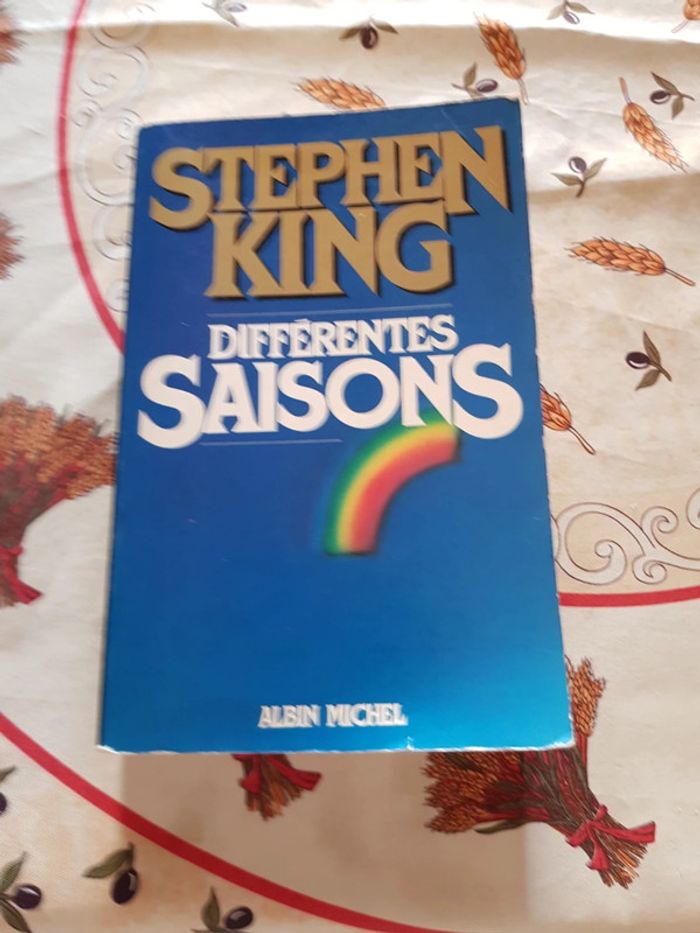 STEPHEN
KING
DIFFÉRENTES
SAISONS
ALBIN MICHEL